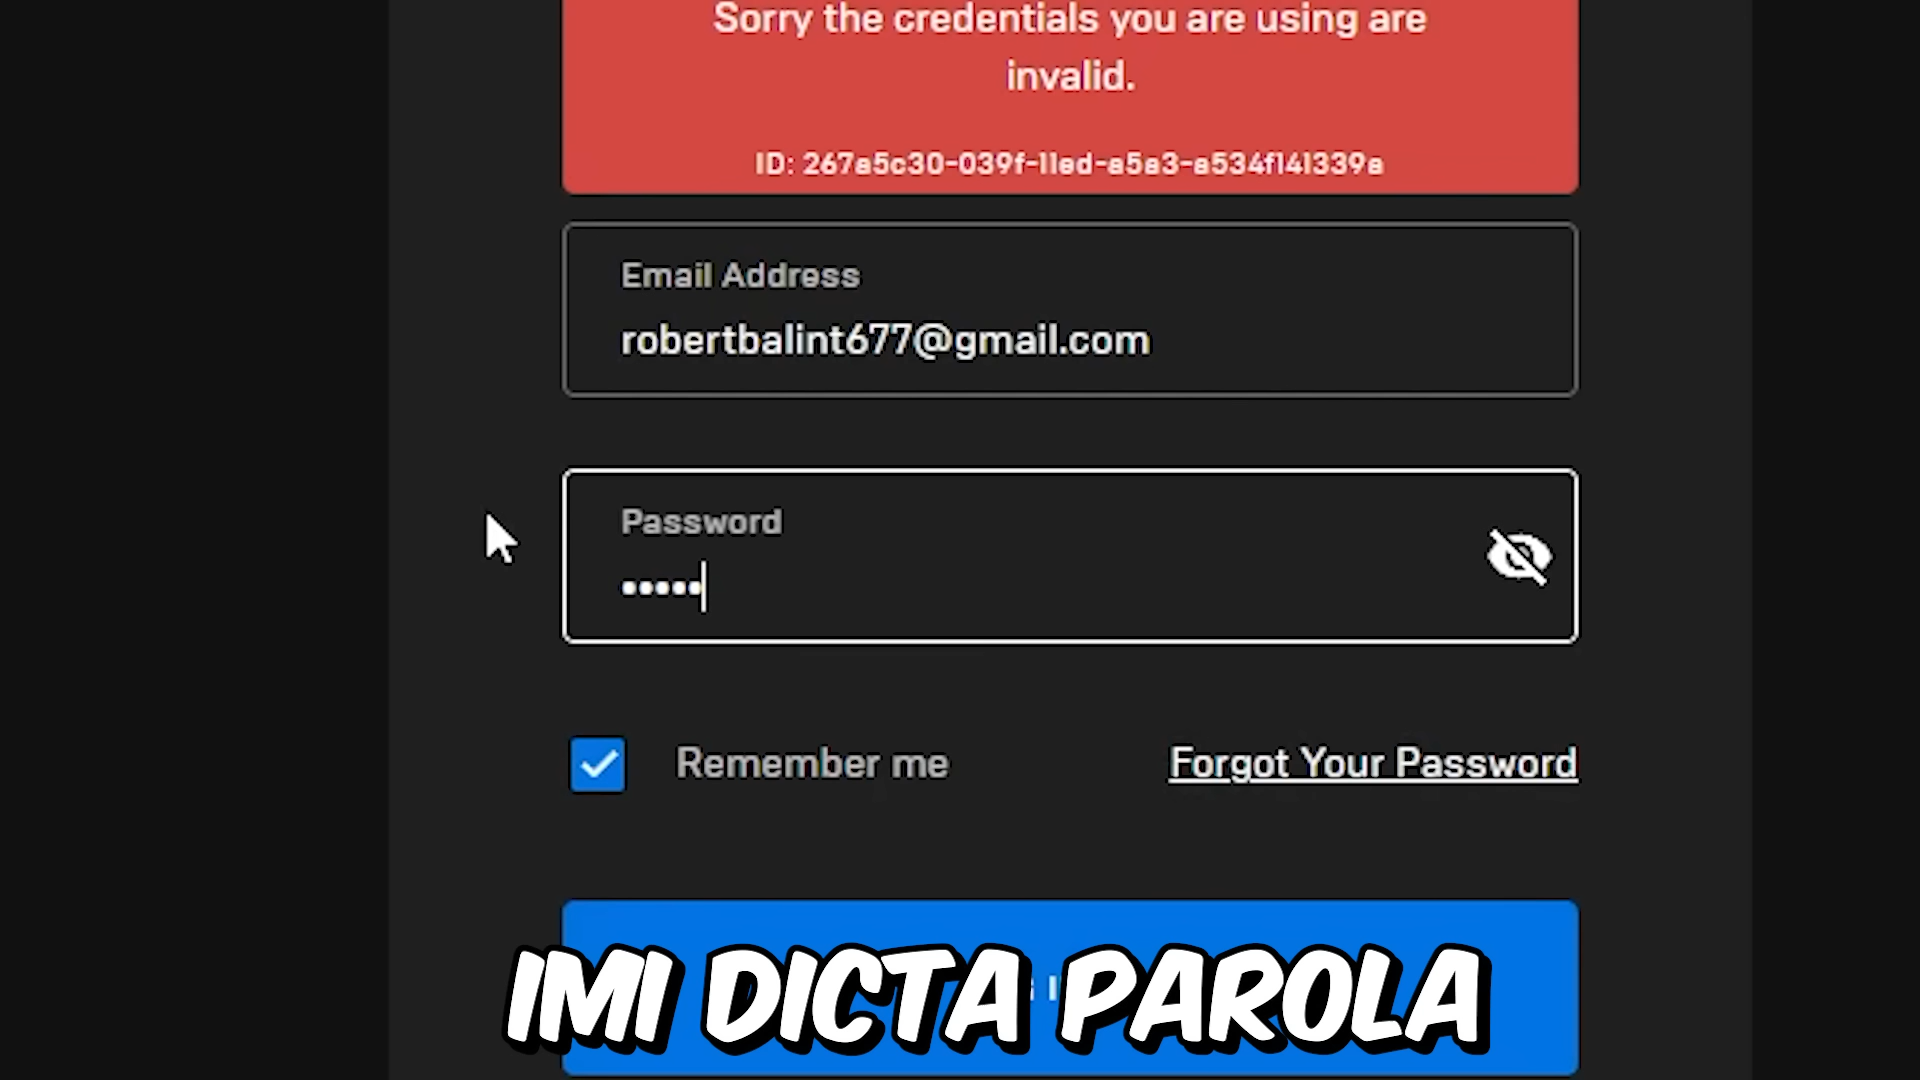 Sorry the credentials you are using are
invalid.
ID: 267a5c30-039f-11ed-a5a3-a534f141339a
Email Address
robertbalint677@gmail.com
Password
•••••
Remember me
Forgot Your Password
IMI DICTA PAROLA